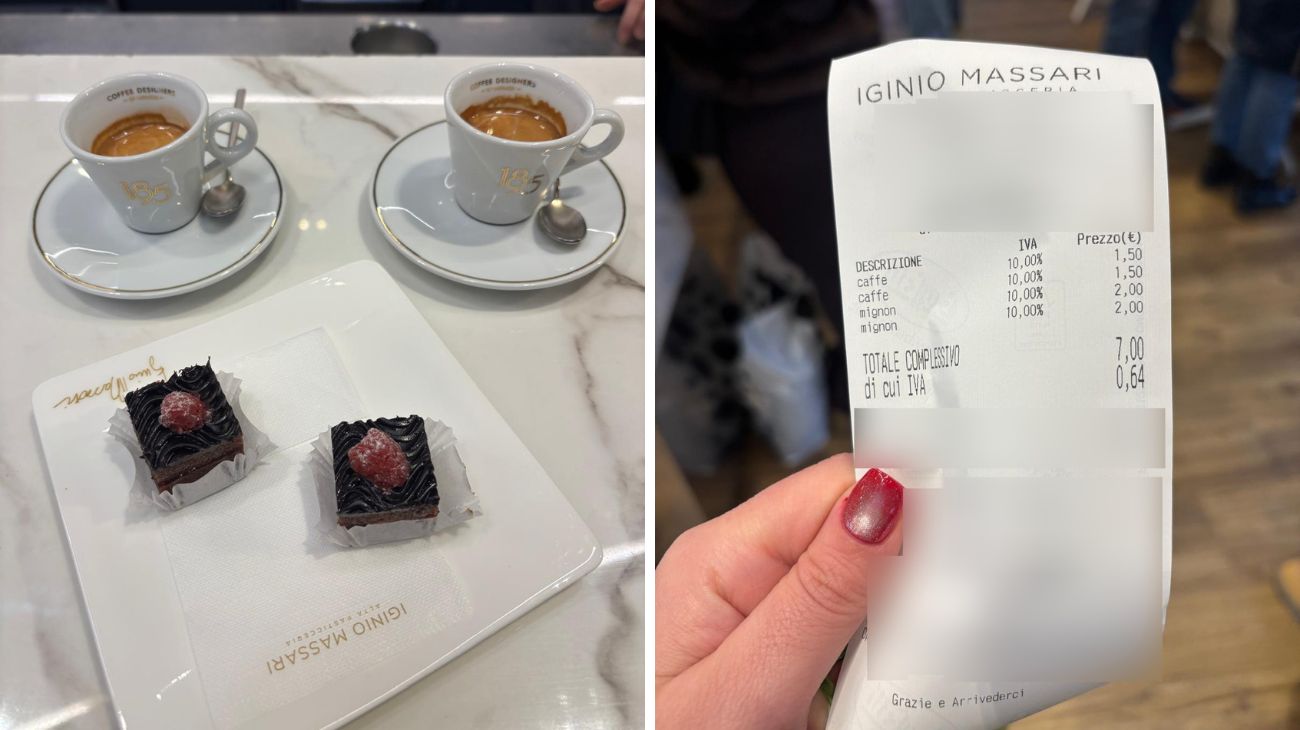 COFFEE DESIGNERS
185
COFFEE DESIGNERS
185
Iginio Massari
IGINIO MASSARI
ALTA PASTICCERIA
IGINIO MASSARI
DESCRIZIONE IVA Prezzo(€)
caffe 10,00% 1,50
caffe 10,00% 1,50
mignon 10,00% 2,00
mignon 10,00% 2,00
TOTALE COMPLESSIVO 7,00
di cui IVA 0,64
Grazie e Arrivederci